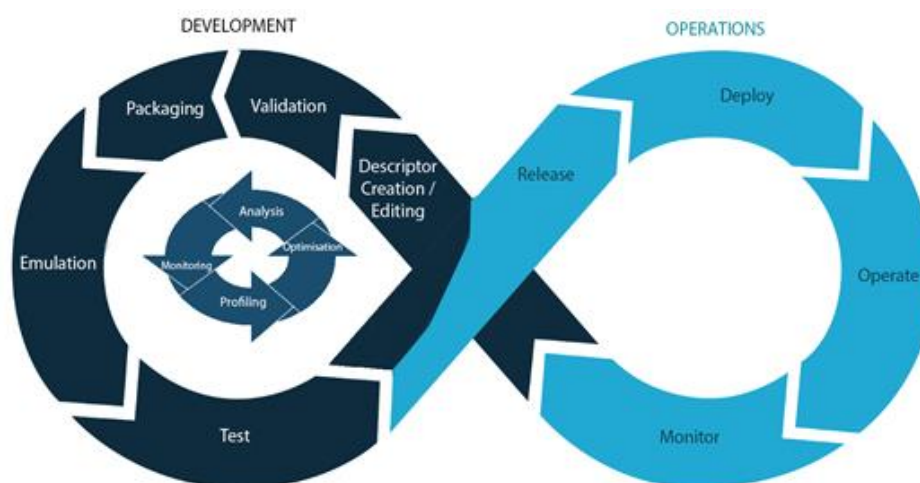 DEVELOPMENT
OPERATIONS
Packaging
Validation
Descriptor
Creation /
Editing
Emulation
Test
Analysis
Optimisation
Monitoring
Profiling
Release
Deploy
Operate
Monitor